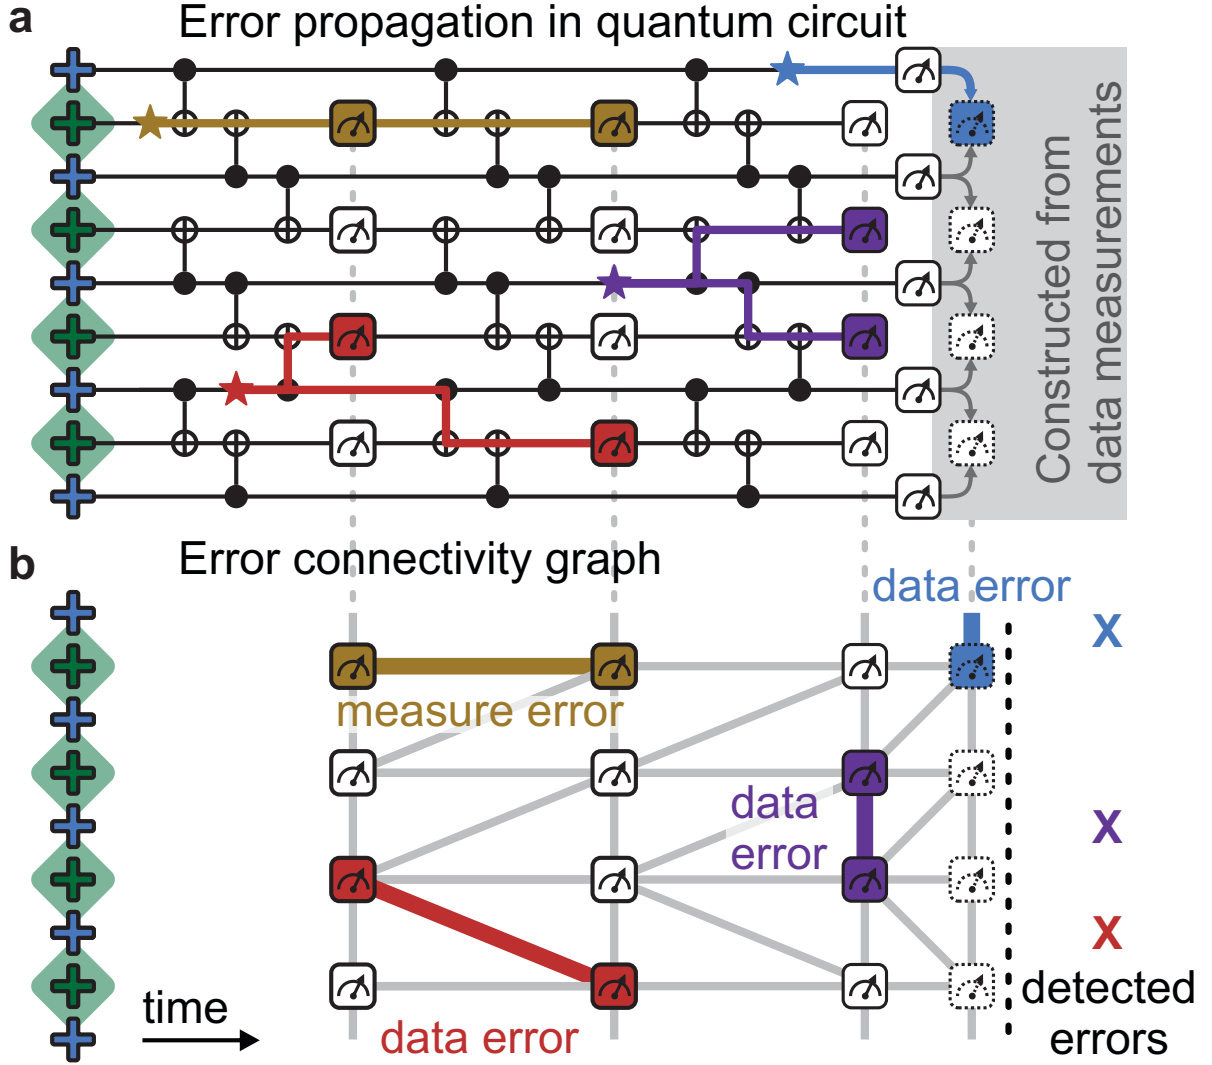 a
Error propagation in quantum circuit
Constructed from
data measurements
b
Error connectivity graph
data error
X
measure error
data
error
X
X
detected
errors
time
data error